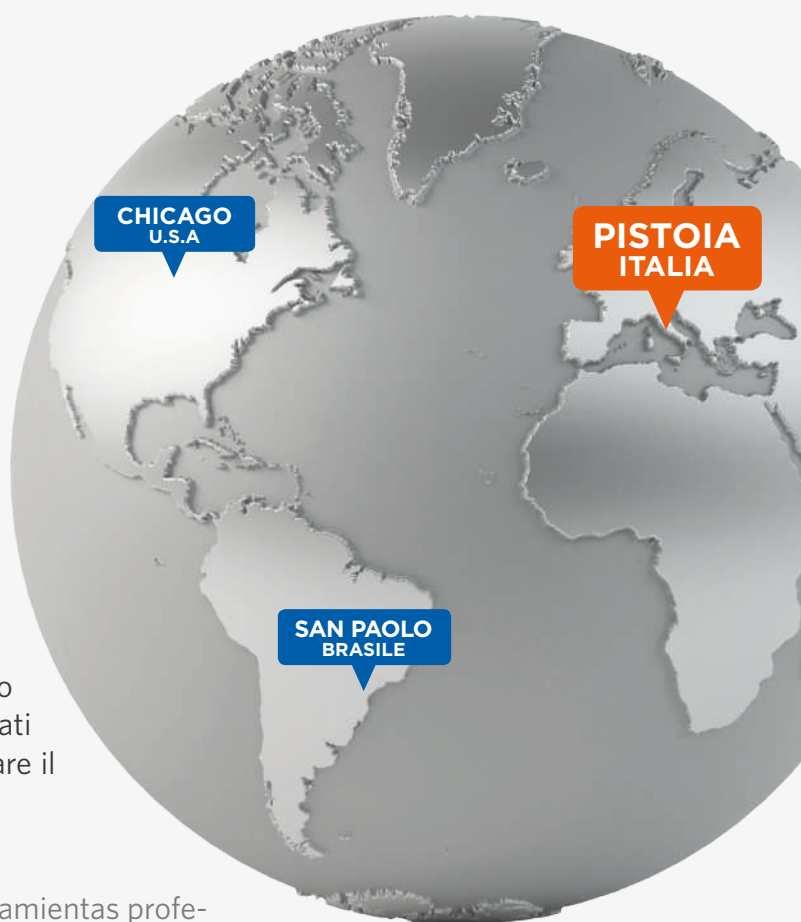 CHICAGO
U.S.A
PISTOIA
ITALIA
SAN PAOLO
BRASILE
o
ati
are il
amientas profe-